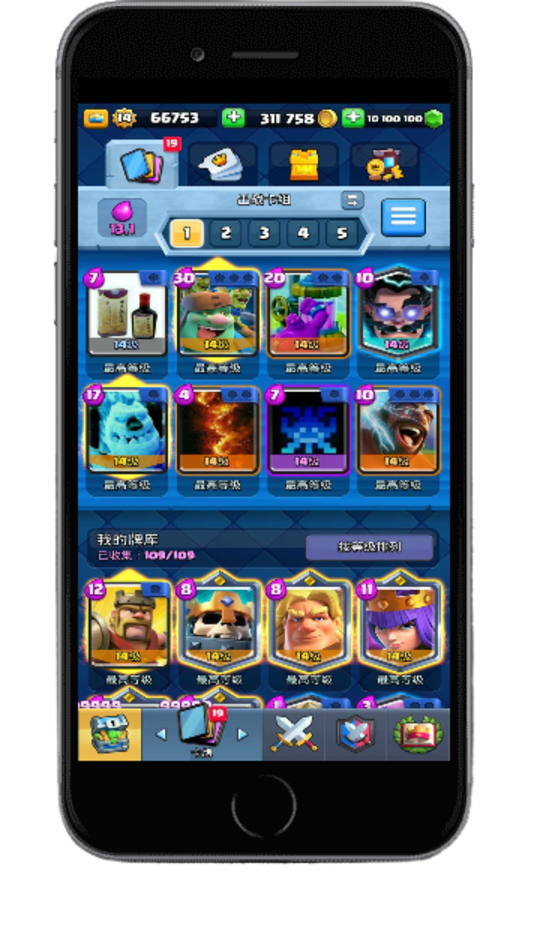 14 66753 311 758 10 100 100
19
出战卡组
13.1
1 2 3 4 5
7 30 20 10
14级 14级 14级 14级
最高等级 最高等级 最高等级 最高等级
17 4 7 10
14级 14级 14级 14级
最高等级 最高等级 最高等级 最高等级
我的牌库
已收集：109/109
按等级排列
12 8 8 11
14级 14级 14级 14级
最高等级 最高等级 最高等级 最高等级
19